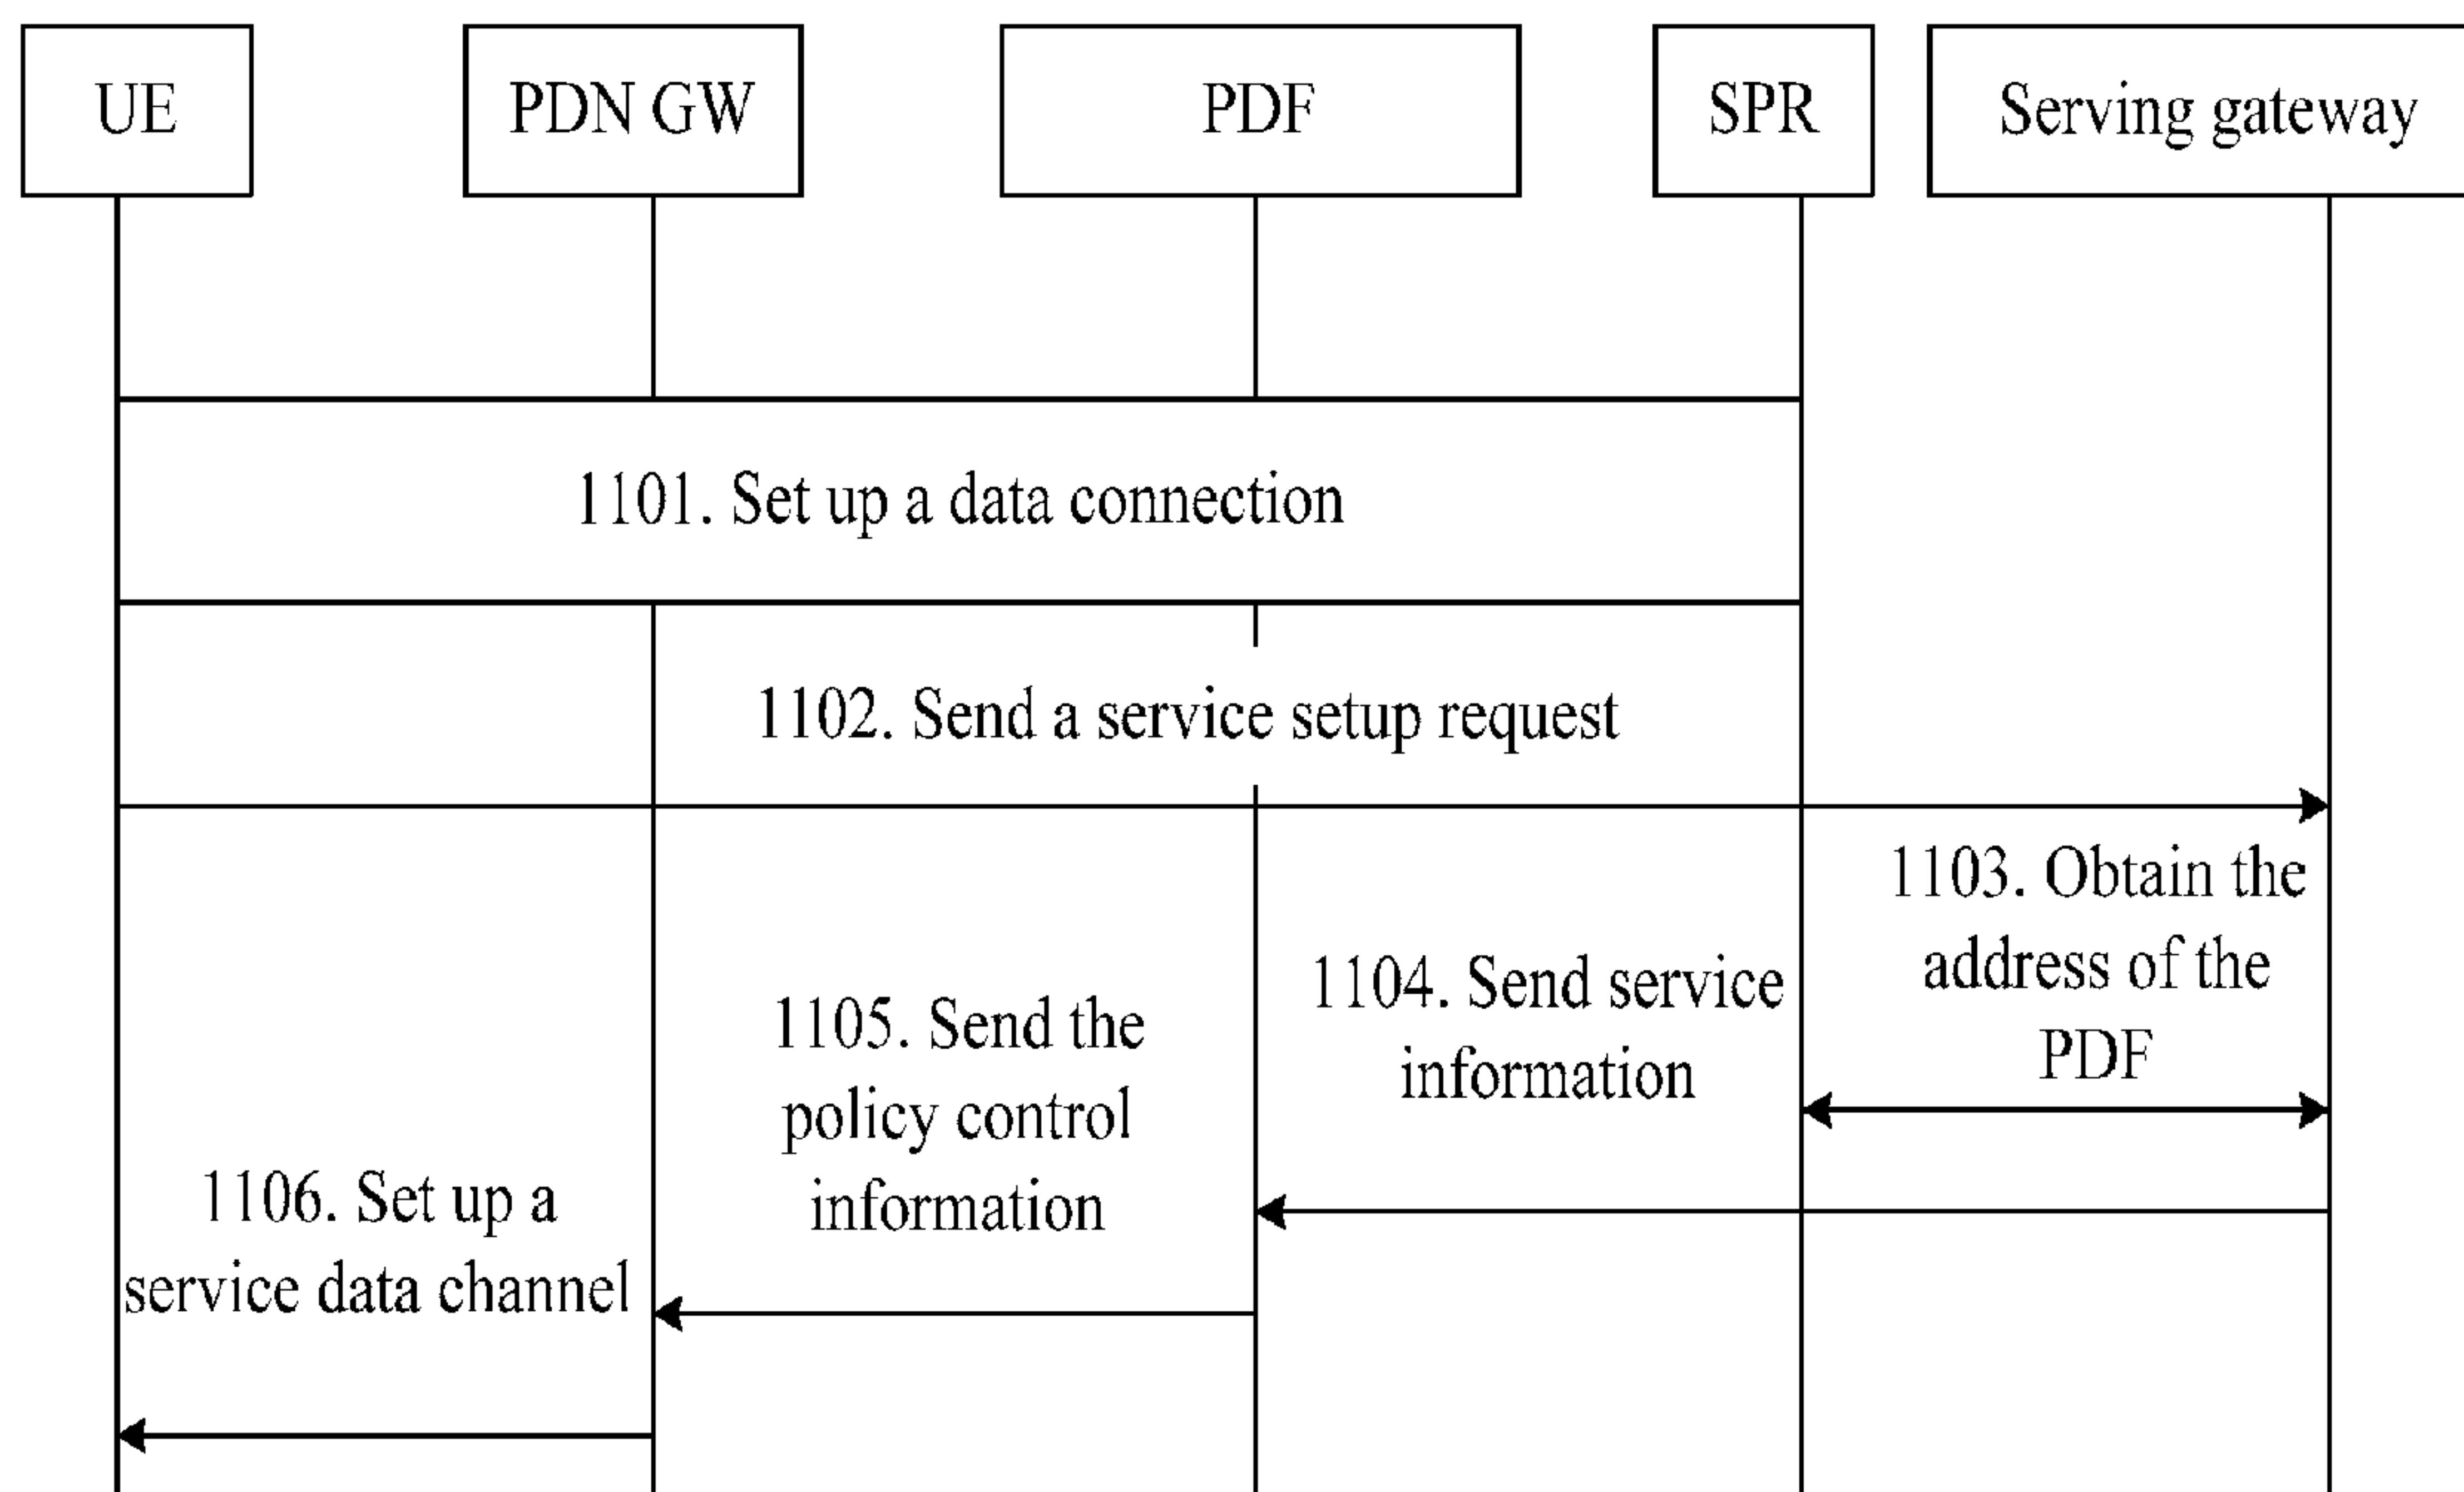 UE
PDN GW
PDF
SPR
Serving gateway
1101. Set up a data connection
1102. Send a service setup request
1103. Obtain the
address of the
PDF
1104. Send service
information
1105. Send the
policy control
information
1106. Set up a
service data channel